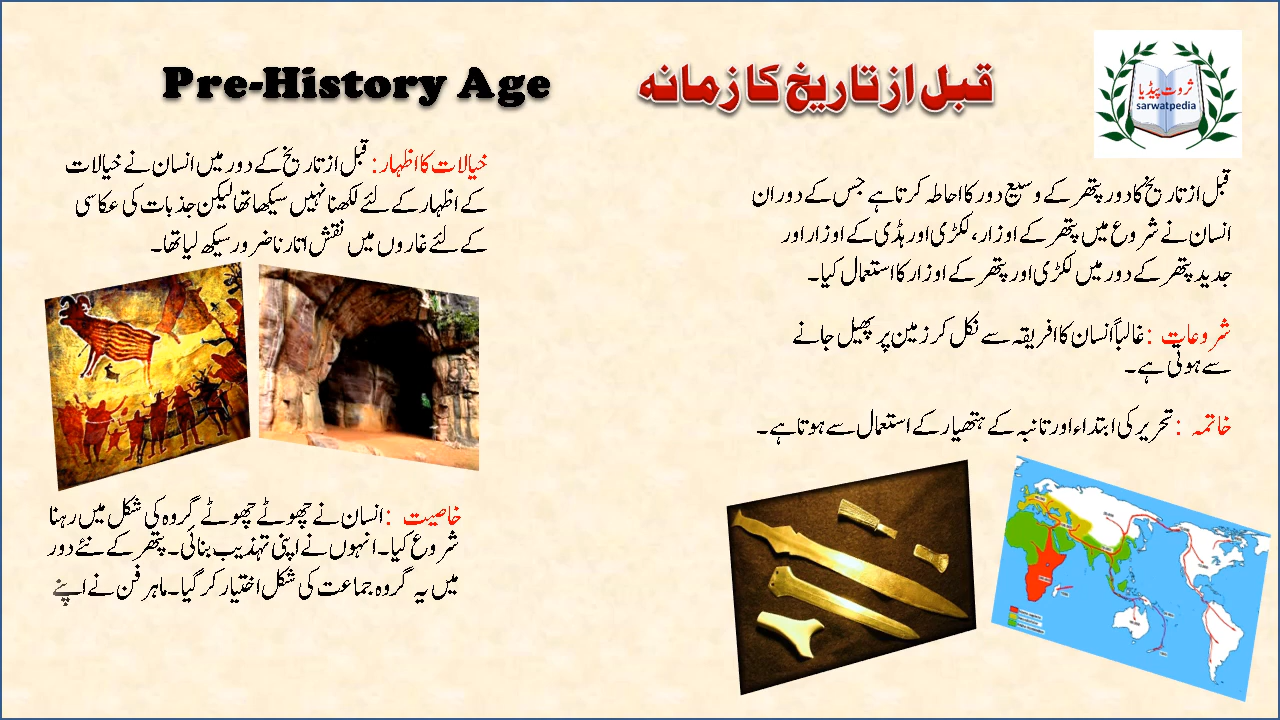 قبل از تاریخ کا زمانہ
Pre-History Age
ثروت پیڈیا
sarwatpedia
قبل از تاریخ کا دور پتھر کے وسیع دور کا احاطہ کرتا ہے جس کے دوران
انسان نے شروع میں پتھر کے اوزار، لکڑی اور ہڈی کے اوزار اور
جدید پتھر کے دور میں لکڑی اور پتھر کے اوزار کا استعمال کیا۔
شروعات : غالباً انسان کا افریقہ سے نکل کر زمین پر پھیل جانے
سے ہوئی ہے۔
خاتمہ : تحریر کی ابتداء اور تانبہ کے ہتھیار کے استعمال سے ہوتا ہے۔
خیالات کا اظہار: قبل از تاریخ کے دور میں انسان نے خیالات
کے اظہار کے لئے لکھنا نہیں سیکھا تھا لیکن جذبات کی عکاسی
کے لئے غاروں میں نقش اتارنا ضرور سیکھ لیا تھا۔
خاصیت : انسان نے چھوٹے چھوٹے گروہ کی شکل میں رہنا
شروع کیا۔ انہوں نے اپنی تہذیب بنائی۔ پتھر کے نئے دور
میں یہ گروہ جماعت کی شکل اختیار کر گیا۔ ماہر فن نے اپنے